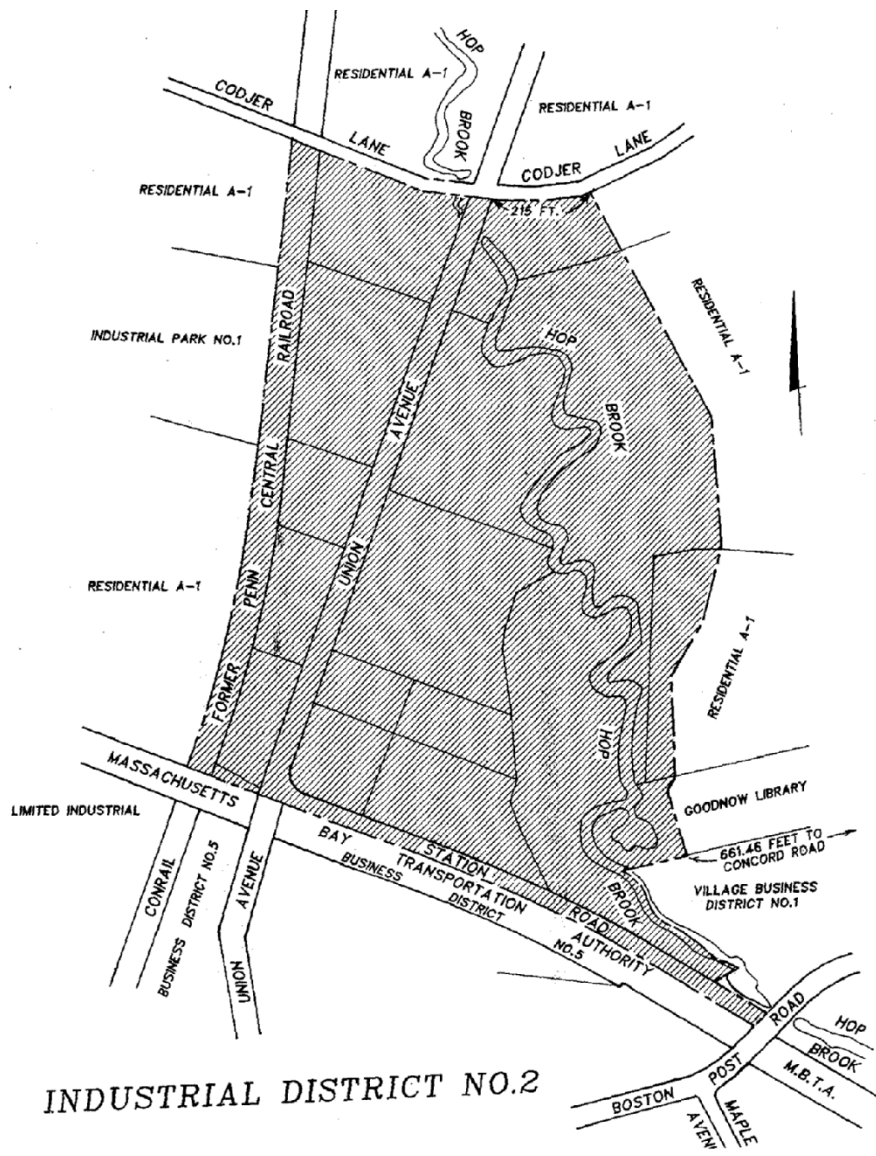 HOP
BROOK
RESIDENTIAL A-1
RESIDENTIAL A-1
CODJER
LANE
CODJER
LANE
215 FT.
RESIDENTIAL A-1
RESIDENTIAL A-1
INDUSTRIAL PARK NO.1
HOP
BROOK
RAILROAD
CENTRAL
PENN
FORMER
AVENUE
UNION
RESIDENTIAL A-1
RESIDENTIAL A-1
HOP
BROOK
GOODNOW LIBRARY
661.46 FEET TO
CONCORD ROAD
VILLAGE BUSINESS
DISTRICT NO.1
MASSACHUSETTS
BAY TRANSPORTATION AUTHORITY
STATION ROAD
BUSINESS
DISTRICT
NO.5
LIMITED INDUSTRIAL
CONRAIL
BUSINESS DISTRICT NO.5
AVENUE
UNION
HOP
BROOK
M.B.T.A.
BOSTON POST ROAD
MAPLE
AVENU
INDUSTRIAL DISTRICT NO.2